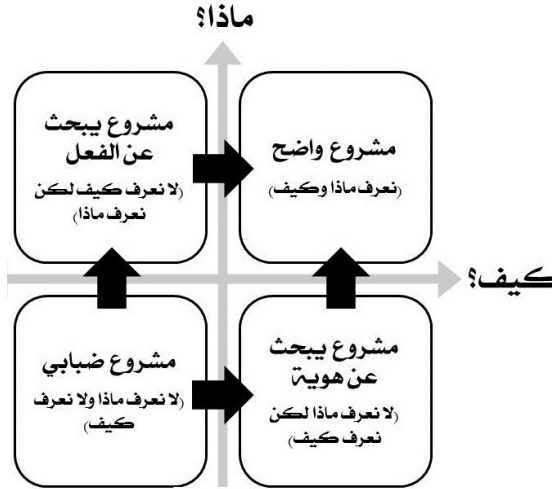 ماذا؟
مشروع واضح
(نعرف ماذا وكيف)
مشروع يبحث
عن الفعل
(لا نعرف كيف لكن
نعرف ماذا)
كيف؟
مشروع يبحث
عن هوية
(لا نعرف ماذا لكن
نعرف كيف)
مشروع ضبابي
(لا نعرف ماذا ولا نعرف
كيف)